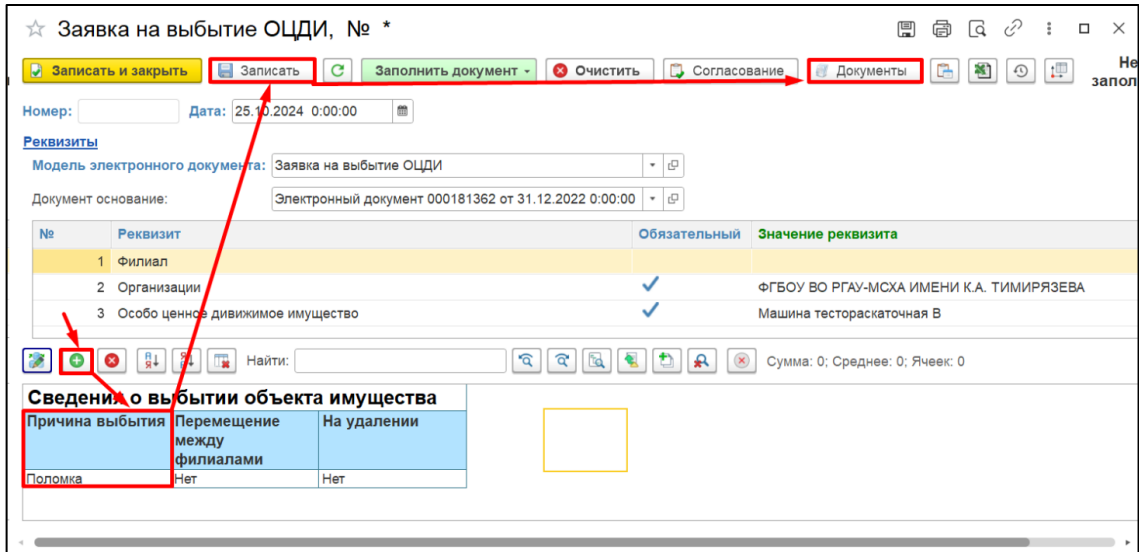 Заявка на выбытие ОЦДИ, № *
Записать и закрыть Записать Заполнить документ Очистить Согласование Документы Не
запол
Номер: Дата: 25.10.2024 0:00:00
Реквизиты
Модель электронного документа: Заявка на выбытие ОЦДИ
Документ основание: Электронный документ 000181362 от 31.12.2022 0:00:00
№ Реквизит Обязательный Значение реквизита
1 Филиал
2 Организации ФГБОУ ВО РГАУ-МСХА ИМЕНИ К.А. ТИМИРЯЗЕВА
3 Особо ценное дивижимое имущество Машина тестораскаточная В
Найти: Сумма: 0; Среднее: 0; Ячеек: 0
Сведения о выбытии объекта имущества
Причина выбытия Перемещение На удалении
между
филиалами
Поломка Нет Нет